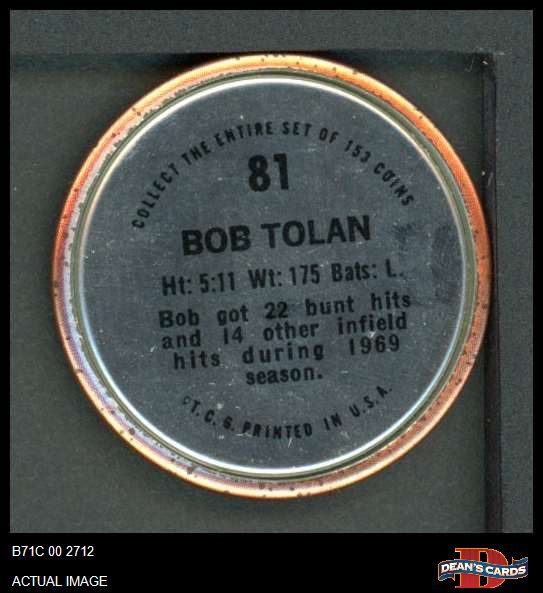 COLLECT THE ENTIRE SET OF 153 COINS
81
BOB TOLAN
Ht: 5:11 Wt: 175 Bats: L.
Bob got 22 bunt hits
and 14 other infield
hits during 1969
season.
©T. C. G. PRINTED IN U.S.A.
B71C 00 2712
ACTUAL IMAGE
D
DEAN'S CARDS